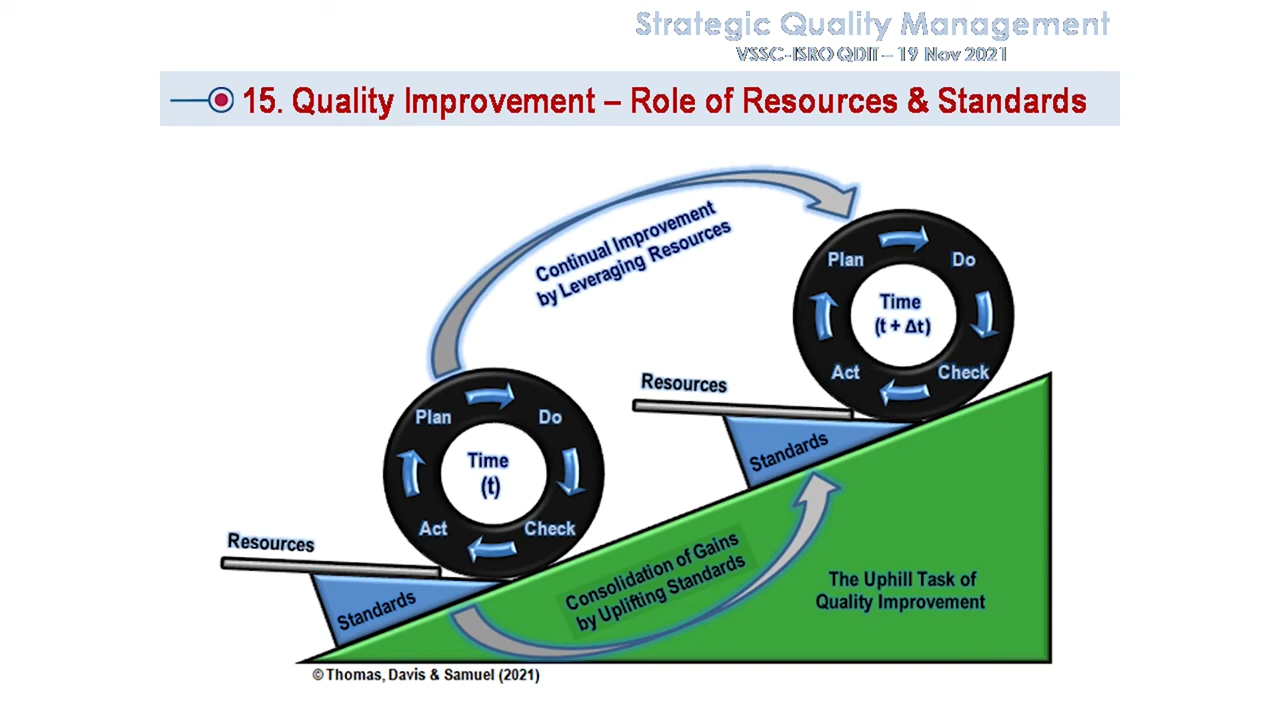 Strategic Quality Management
VSSC-ISRO QDIT – 19 Nov 2021
15. Quality Improvement – Role of Resources & Standards
Continual Improvement
by Leveraging Resources
Plan
Do
Time
(t + Δt)
Act
Check
Resources
Standards
Plan
Do
Time
(t)
Act
Check
Resources
Standards
Consolidation of Gains
by Uplifting Standards
The Uphill Task of
Quality Improvement
© Thomas, Davis & Samuel (2021)